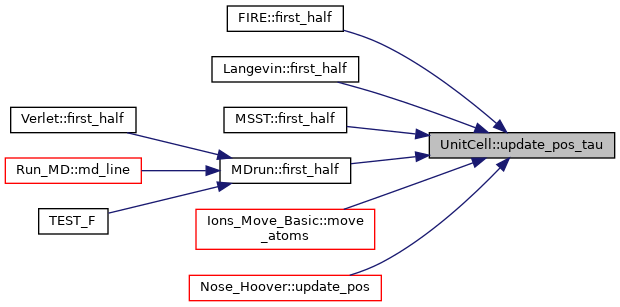 FIRE::first_half
Langevin::first_half
Verlet::first_half
MSST::first_half
UnitCell::update_pos_tau
Run_MD::md_line
MDrun::first_half
TEST_F
Ions_Move_Basic::move
_atoms
Nose_Hoover::update_pos